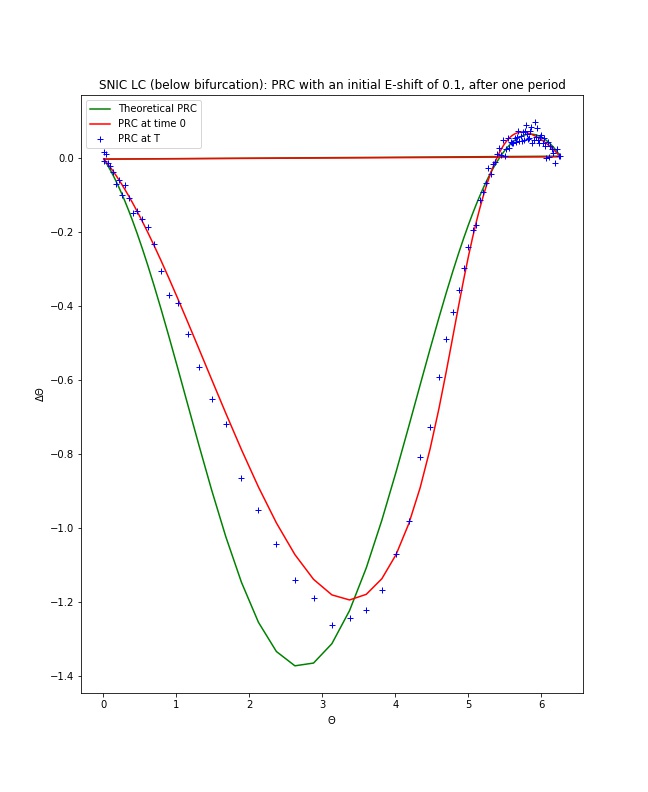 SNIC LC (below bifurcation): PRC with an initial E-shift of 0.1, after one period
Theoretical PRC
PRC at time 0
PRC at T
0.0
−0.2
−0.4
−0.6
−0.8
−1.0
−1.2
−1.4
ΔΘ
0
1
2
3
4
5
6
Θ